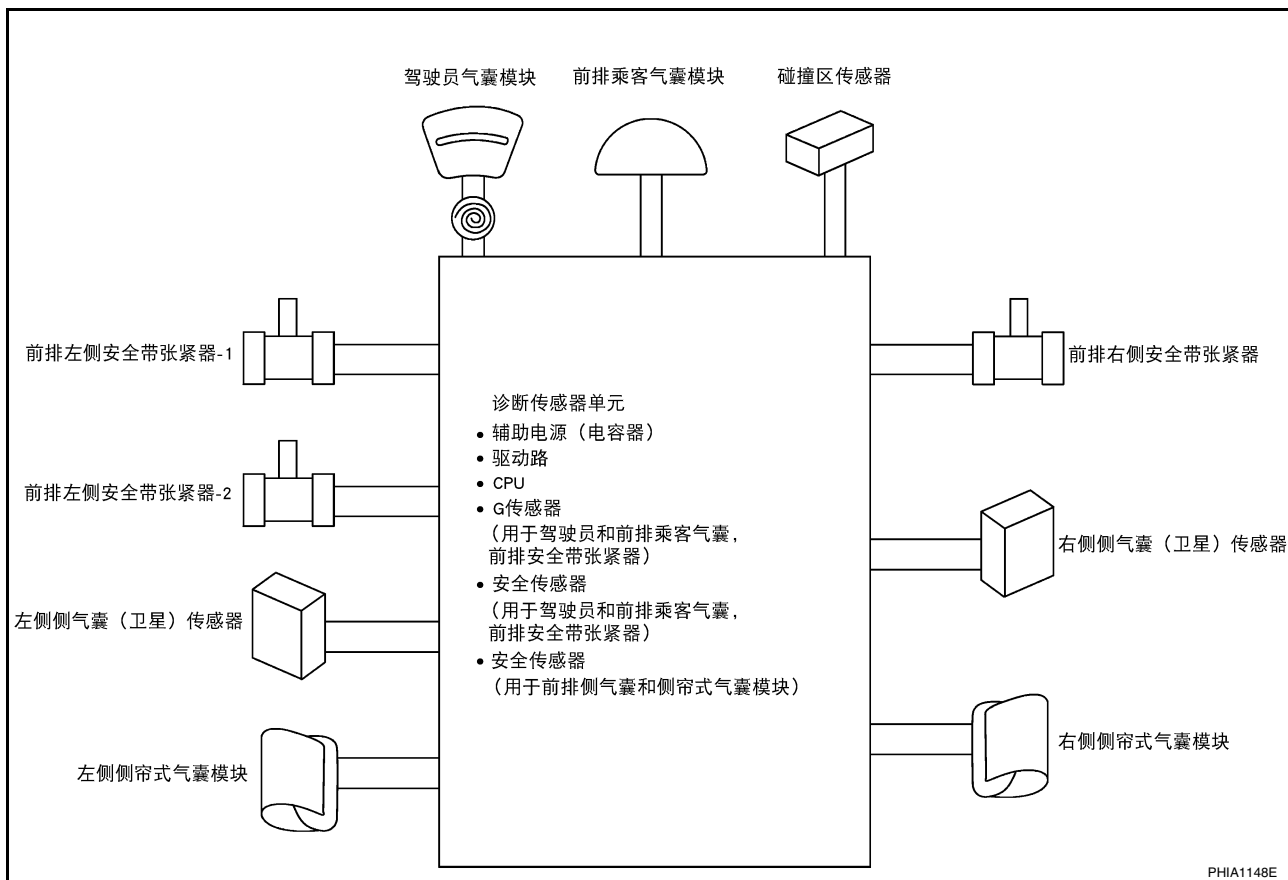 驾驶员气囊模块
前排乘客气囊模块
碰撞区传感器
前排左侧安全带张紧器-1
前排右侧安全带张紧器
诊断传感器单元
• 辅助电源（电容器）
• 驱动路
• CPU
• G传感器
（用于驾驶员和前排乘客气囊，
前排安全带张紧器）
• 安全传感器
（用于驾驶员和前排乘客气囊，
前排安全带张紧器）
• 安全传感器
（用于前排侧气囊和侧帘式气囊模块）
前排左侧安全带张紧器-2
右侧侧气囊（卫星）传感器
左侧侧气囊（卫星）传感器
右侧侧帘式气囊模块
左侧侧帘式气囊模块
PHIA1148E